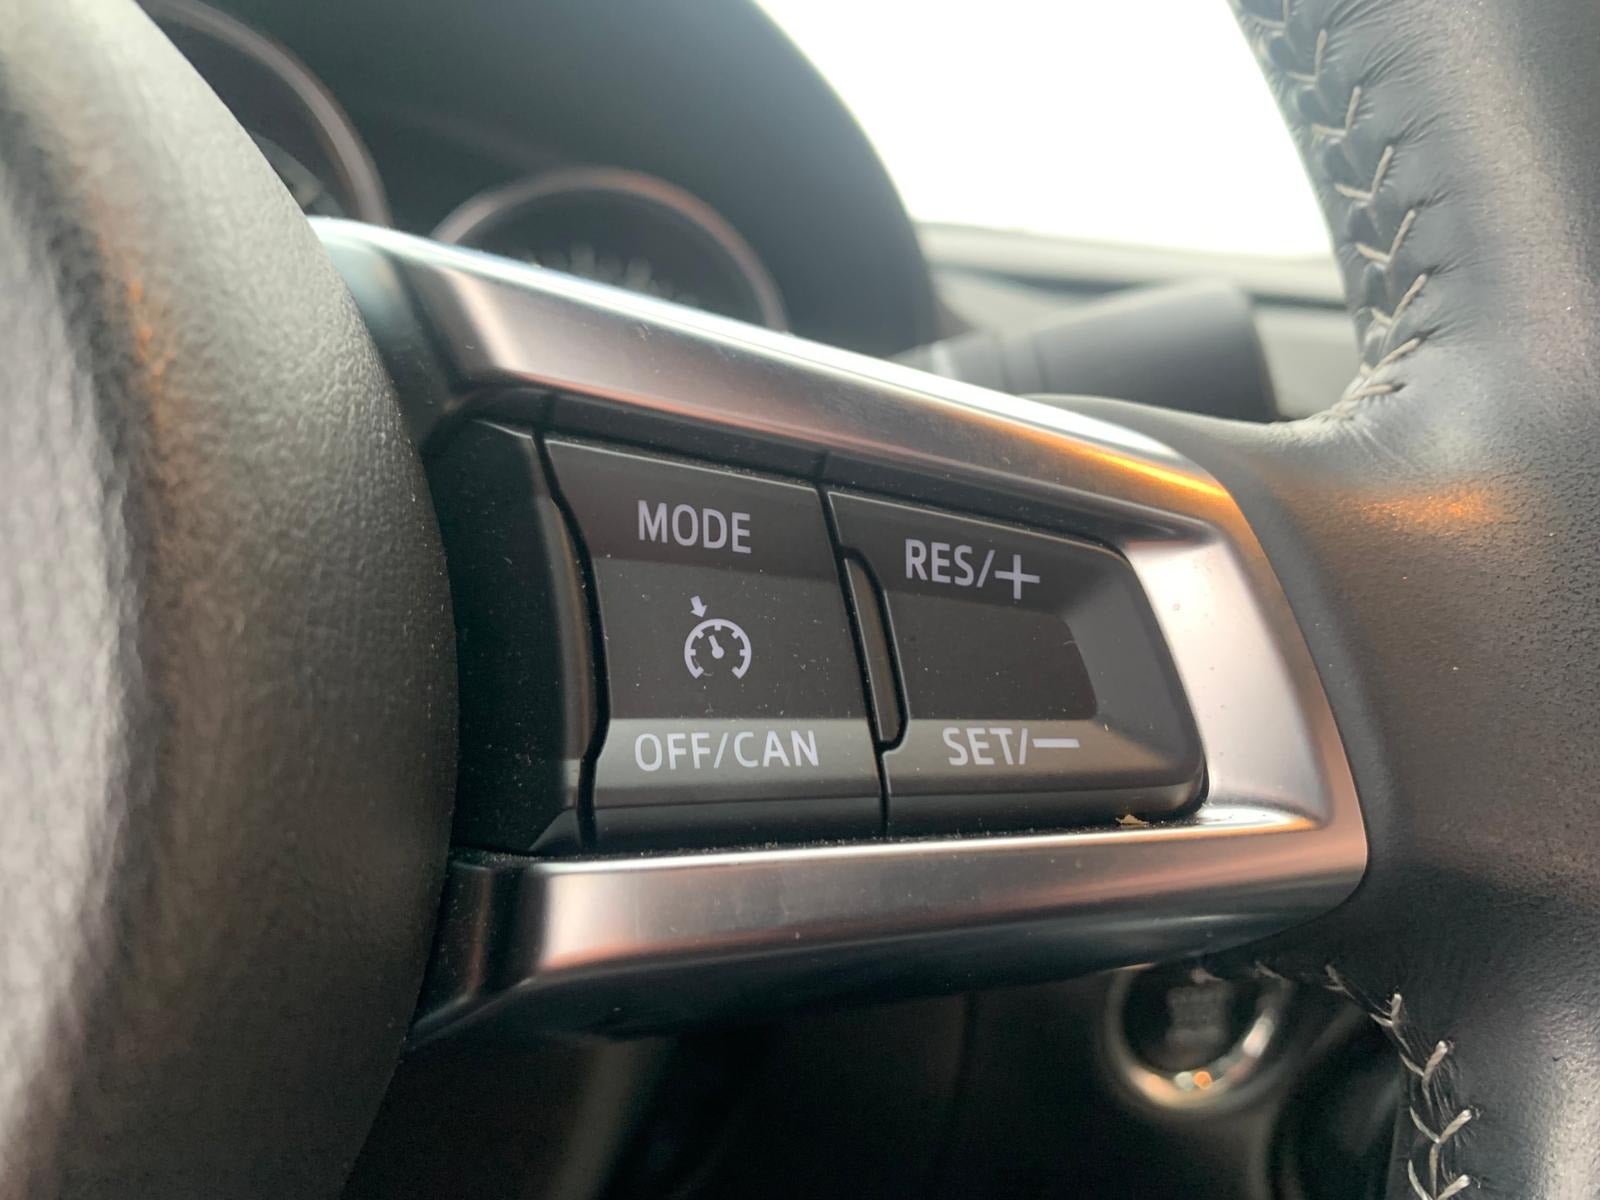 MODE
OFF/CAN
RES/+
SET/−